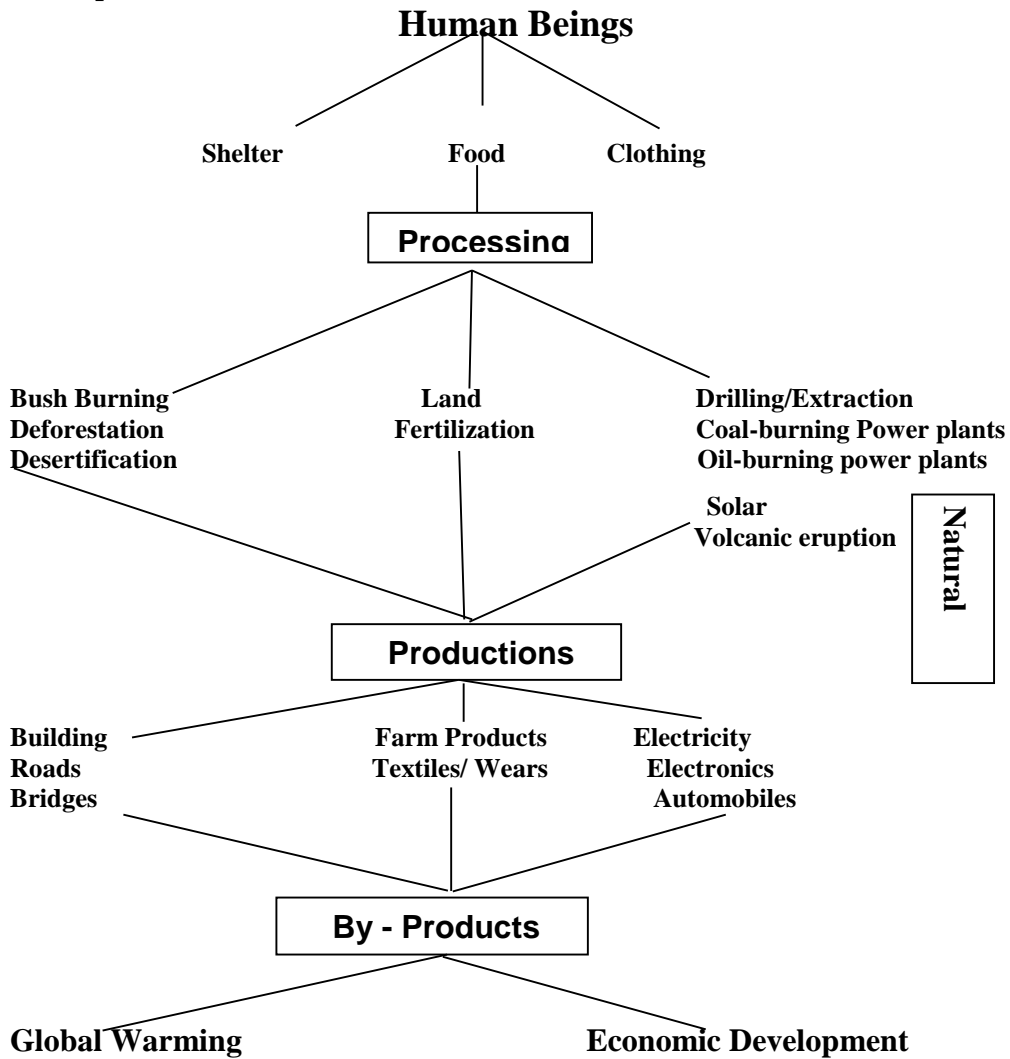 Human Beings
Shelter Food Clothing
Processing
Bush Burning Land Drilling/Extraction
Deforestation Fertilization Coal-burning Power plants
Desertification Oil-burning power plants
Solar
Volcanic eruption
Natural
Productions
Building Farm Products Electricity
Roads Textiles/ Wears Electronics
Bridges Automobiles
By - Products
Global Warming Economic Development